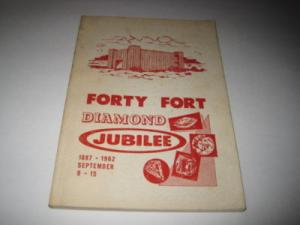 FORTY FORT
DIAMOND
JUBILEE
1887 - 1962
SEPTEMBER
9 - 15